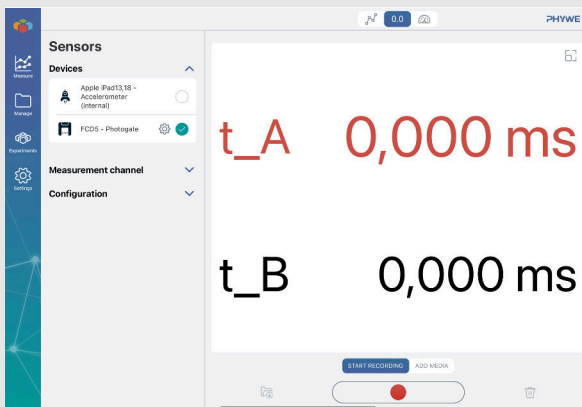 0.0
PHYWE
Measure
Manage
Experiments
Settings
Sensors
Devices
Apple iPad13,18 -
Accelerometer
(internal)
FCD5 - Photogate
Measurement channel
Configuration
t_A 0,000 ms
t_B 0,000 ms
START RECORDING ADD MEDIA